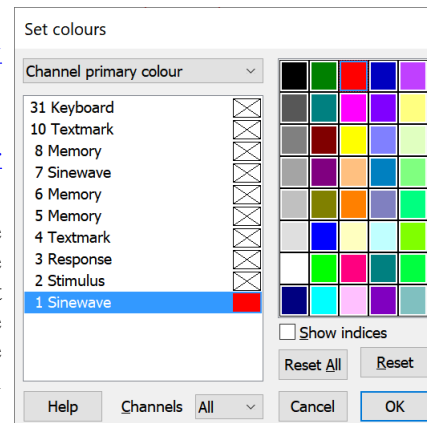 Set colours
Channel primary colour
31 Keyboard
10 Textmark
8 Memory
7 Sinewave
6 Memory
5 Memory
4 Textmark
3 Response
2 Stimulus
1 Sinewave
Show indices
Reset All Reset
Help Channels All Cancel OK